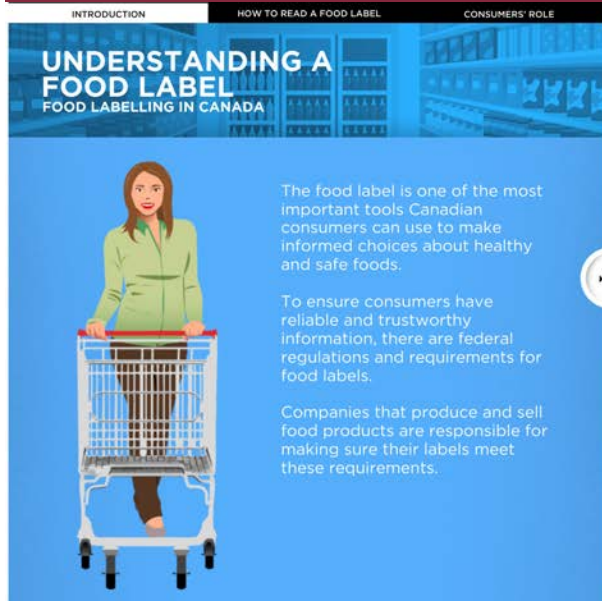 INTRODUCTION
HOW TO READ A FOOD LABEL
CONSUMERS' ROLE
UNDERSTANDING A
FOOD LABEL
FOOD LABELLING IN CANADA
The food label is one of the most
important tools Canadian
consumers can use to make
informed choices about healthy
and safe foods.
To ensure consumers have
reliable and trustworthy
information, there are federal
regulations and requirements for
food labels.
Companies that produce and sell
food products are responsible for
making sure their labels meet
these requirements.